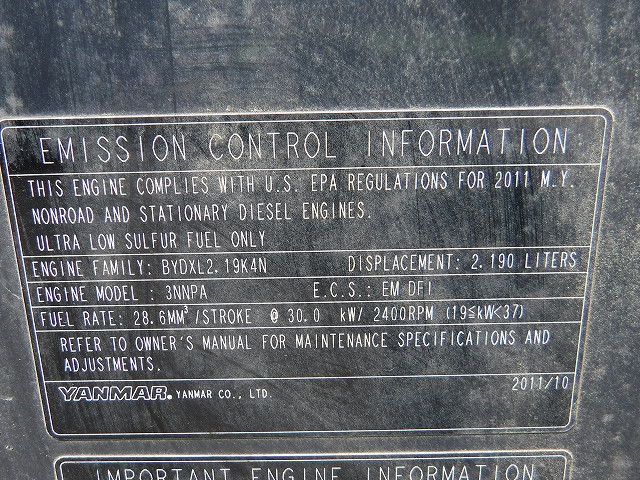 EMISSION CONTROL INFORMATION
THIS ENGINE COMPLIES WITH U.S. EPA REGULATIONS FOR 2011 M.Y.
NONROAD AND STATIONARY DIESEL ENGINES.
ULTRA LOW SULFUR FUEL ONLY
ENGINE FAMILY: BYDXL2.19K4N DISPLACEMENT: 2.190 LITERS
ENGINE MODEL : 3NNPA E.C.S.: EM DFI
FUEL RATE: 28.6MM³/STROKE @ 30.0 kW/ 2400RPM (19≦kW<37)
REFER TO OWNER'S MANUAL FOR MAINTENANCE SPECIFICATIONS AND
ADJUSTMENTS.
YANMAR. YANMAR CO., LTD. 2011/10
IMPORTANT ENGINE INFORMATION